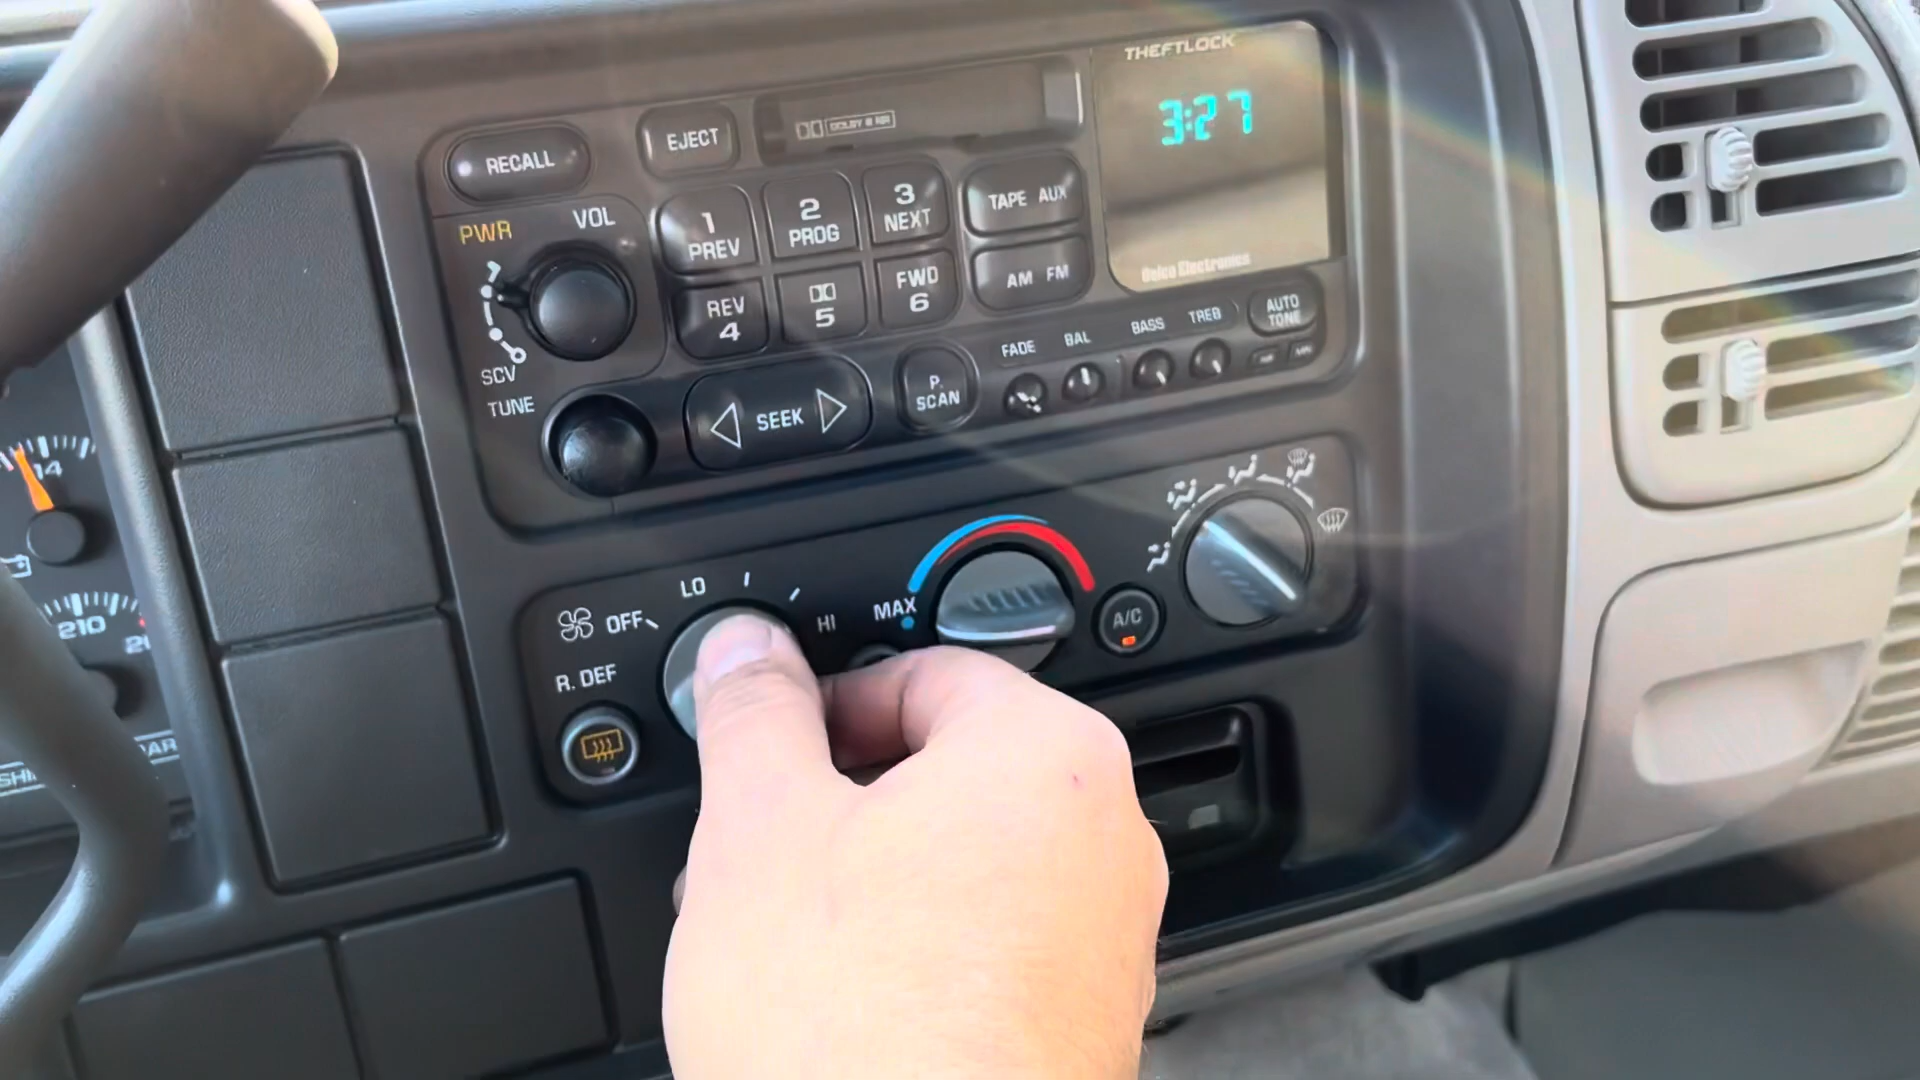 THEFTLOCK
3:27
DOLBY B NR
EJECT
RECALL
PWR
VOL
1
PREV
2
PROG
3
NEXT
TAPE AUX
AM FM
Delco Electronics
REV
4
5
FWD
6
SCV
TUNE
SEEK
P.
SCAN
FADE
BAL
BASS
TREB
AUTO
TONE
14
210
OFF
LO
HI
MAX
A/C
R. DEF